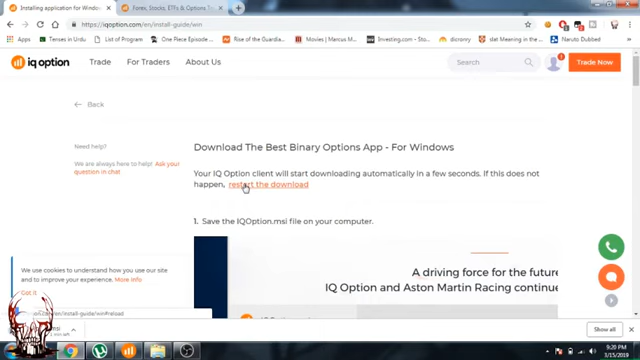 Installing application for Windows
Forex, Stocks, ETFs & Options T
https://iqoption.com/en/install-guide/win
Apps
Tenses in Urdu
List of Program
Rise of the Guardia
Movies | Marcus M
Investing.com - Sto
dicronry
slat Meaning in the
Naruto Dubbed
iq option
Trade
For Traders
About Us
Search
Trade Now
← Back
Need help?
We are always here to help! Ask your
question in chat
Download The Best Binary Options App - For Windows
Your IQ Option client will start downloading automatically in a few seconds. If this does not
happen, restart the download
1. Save the IQOption.msi file on your computer.
A driving force for the future
IQ Option and Aston Martin Racing continue
We use cookies to understand how you use our site
and to improve your experience. More info
Got it
Show all
9:20 PM
3/15/2019